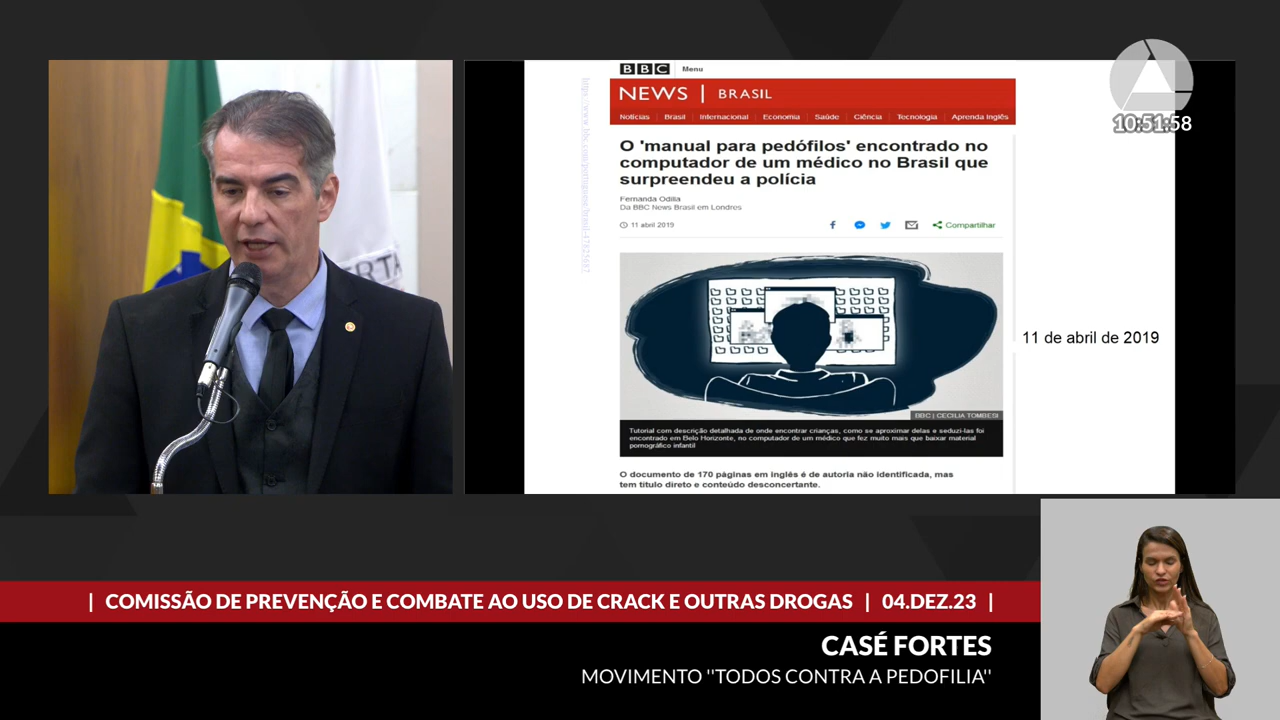 BBC Menu
NEWS | BRASIL
Notícias Brasil Internacional Economia Saúde Ciência Tecnologia Aprenda Inglês
10:51:58
O 'manual para pedófilos' encontrado no
computador de um médico no Brasil que
surpreendeu a polícia
Fernanda Odilla
Da BBC News Brasil em Londres
11 abril 2019
Compartilhar
11 de abril de 2019
BBC | CECILIA TOMBESI
Tutorial com descrição detalhada de onde encontrar crianças, como se aproximar delas e seduzi-las foi
encontrado em Belo Horizonte, no computador de um médico que fez muito mais que baixar material
pornográfico infantil
O documento de 170 páginas em inglês é de autoria não identificada, mas
tem título direto e conteúdo desconcertante.
| COMISSÃO DE PREVENÇÃO E COMBATE AO USO DE CRACK E OUTRAS DROGAS | 04.DEZ.23 |
CASÉ FORTES
MOVIMENTO "TODOS CONTRA A PEDOFILIA"